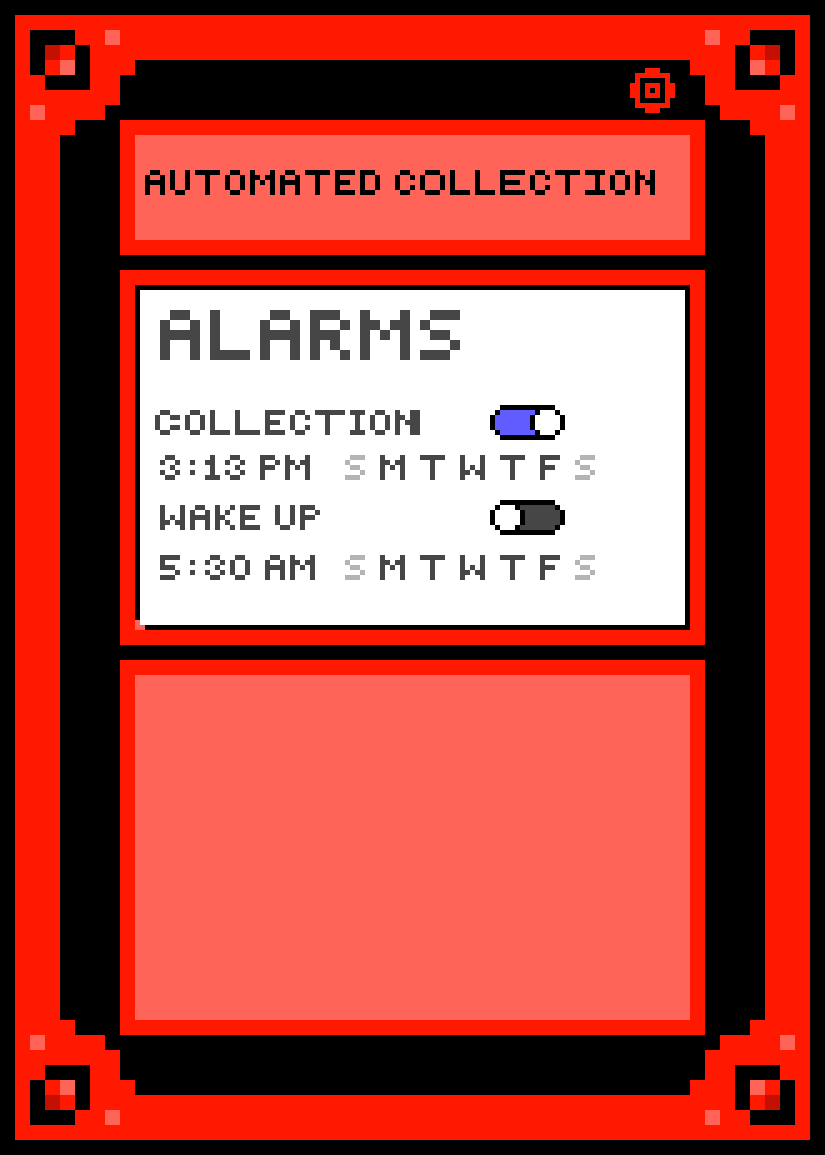 AUTOMATED COLLECTION
ALARMS
COLLECTION
3:13 PM S M T W T F S
WAKE UP
5:30 AM S M T W T F S